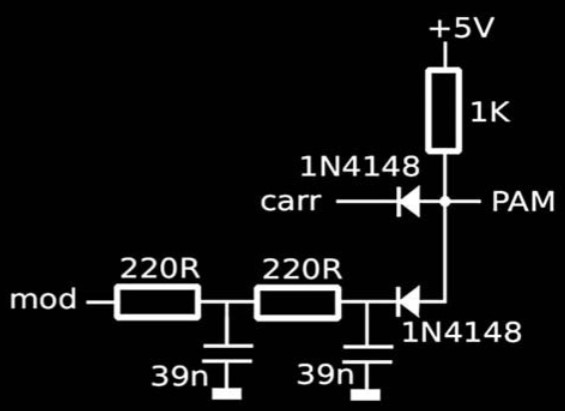 +5V
1K
1N4148
carr
PAM
220R
220R
mod
1N4148
39n
39n